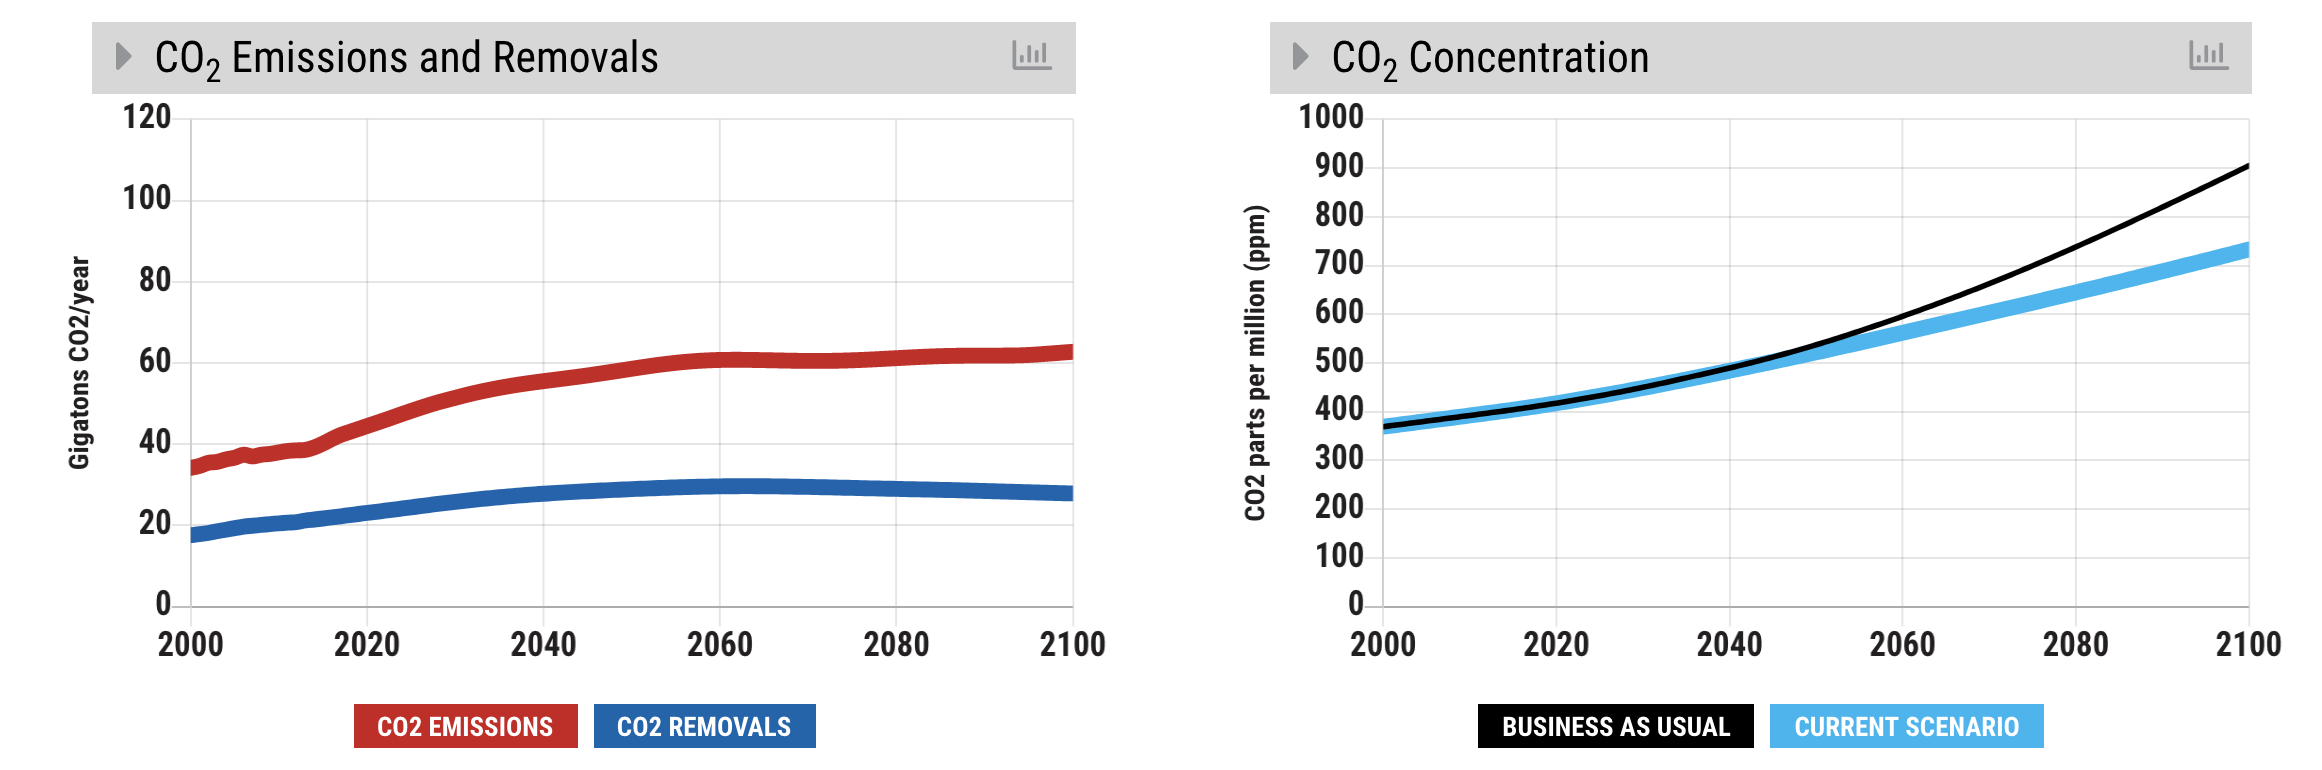 CO2 Emissions and Removals
120
100
80
60
40
20
0
Gigatons CO2/year
2000 2020 2040 2060 2080 2100
CO2 EMISSIONS CO2 REMOVALS
CO2 Concentration
1000
900
800
700
600
500
400
300
200
100
0
CO2 parts per million (ppm)
2000 2020 2040 2060 2080 2100
BUSINESS AS USUAL CURRENT SCENARIO